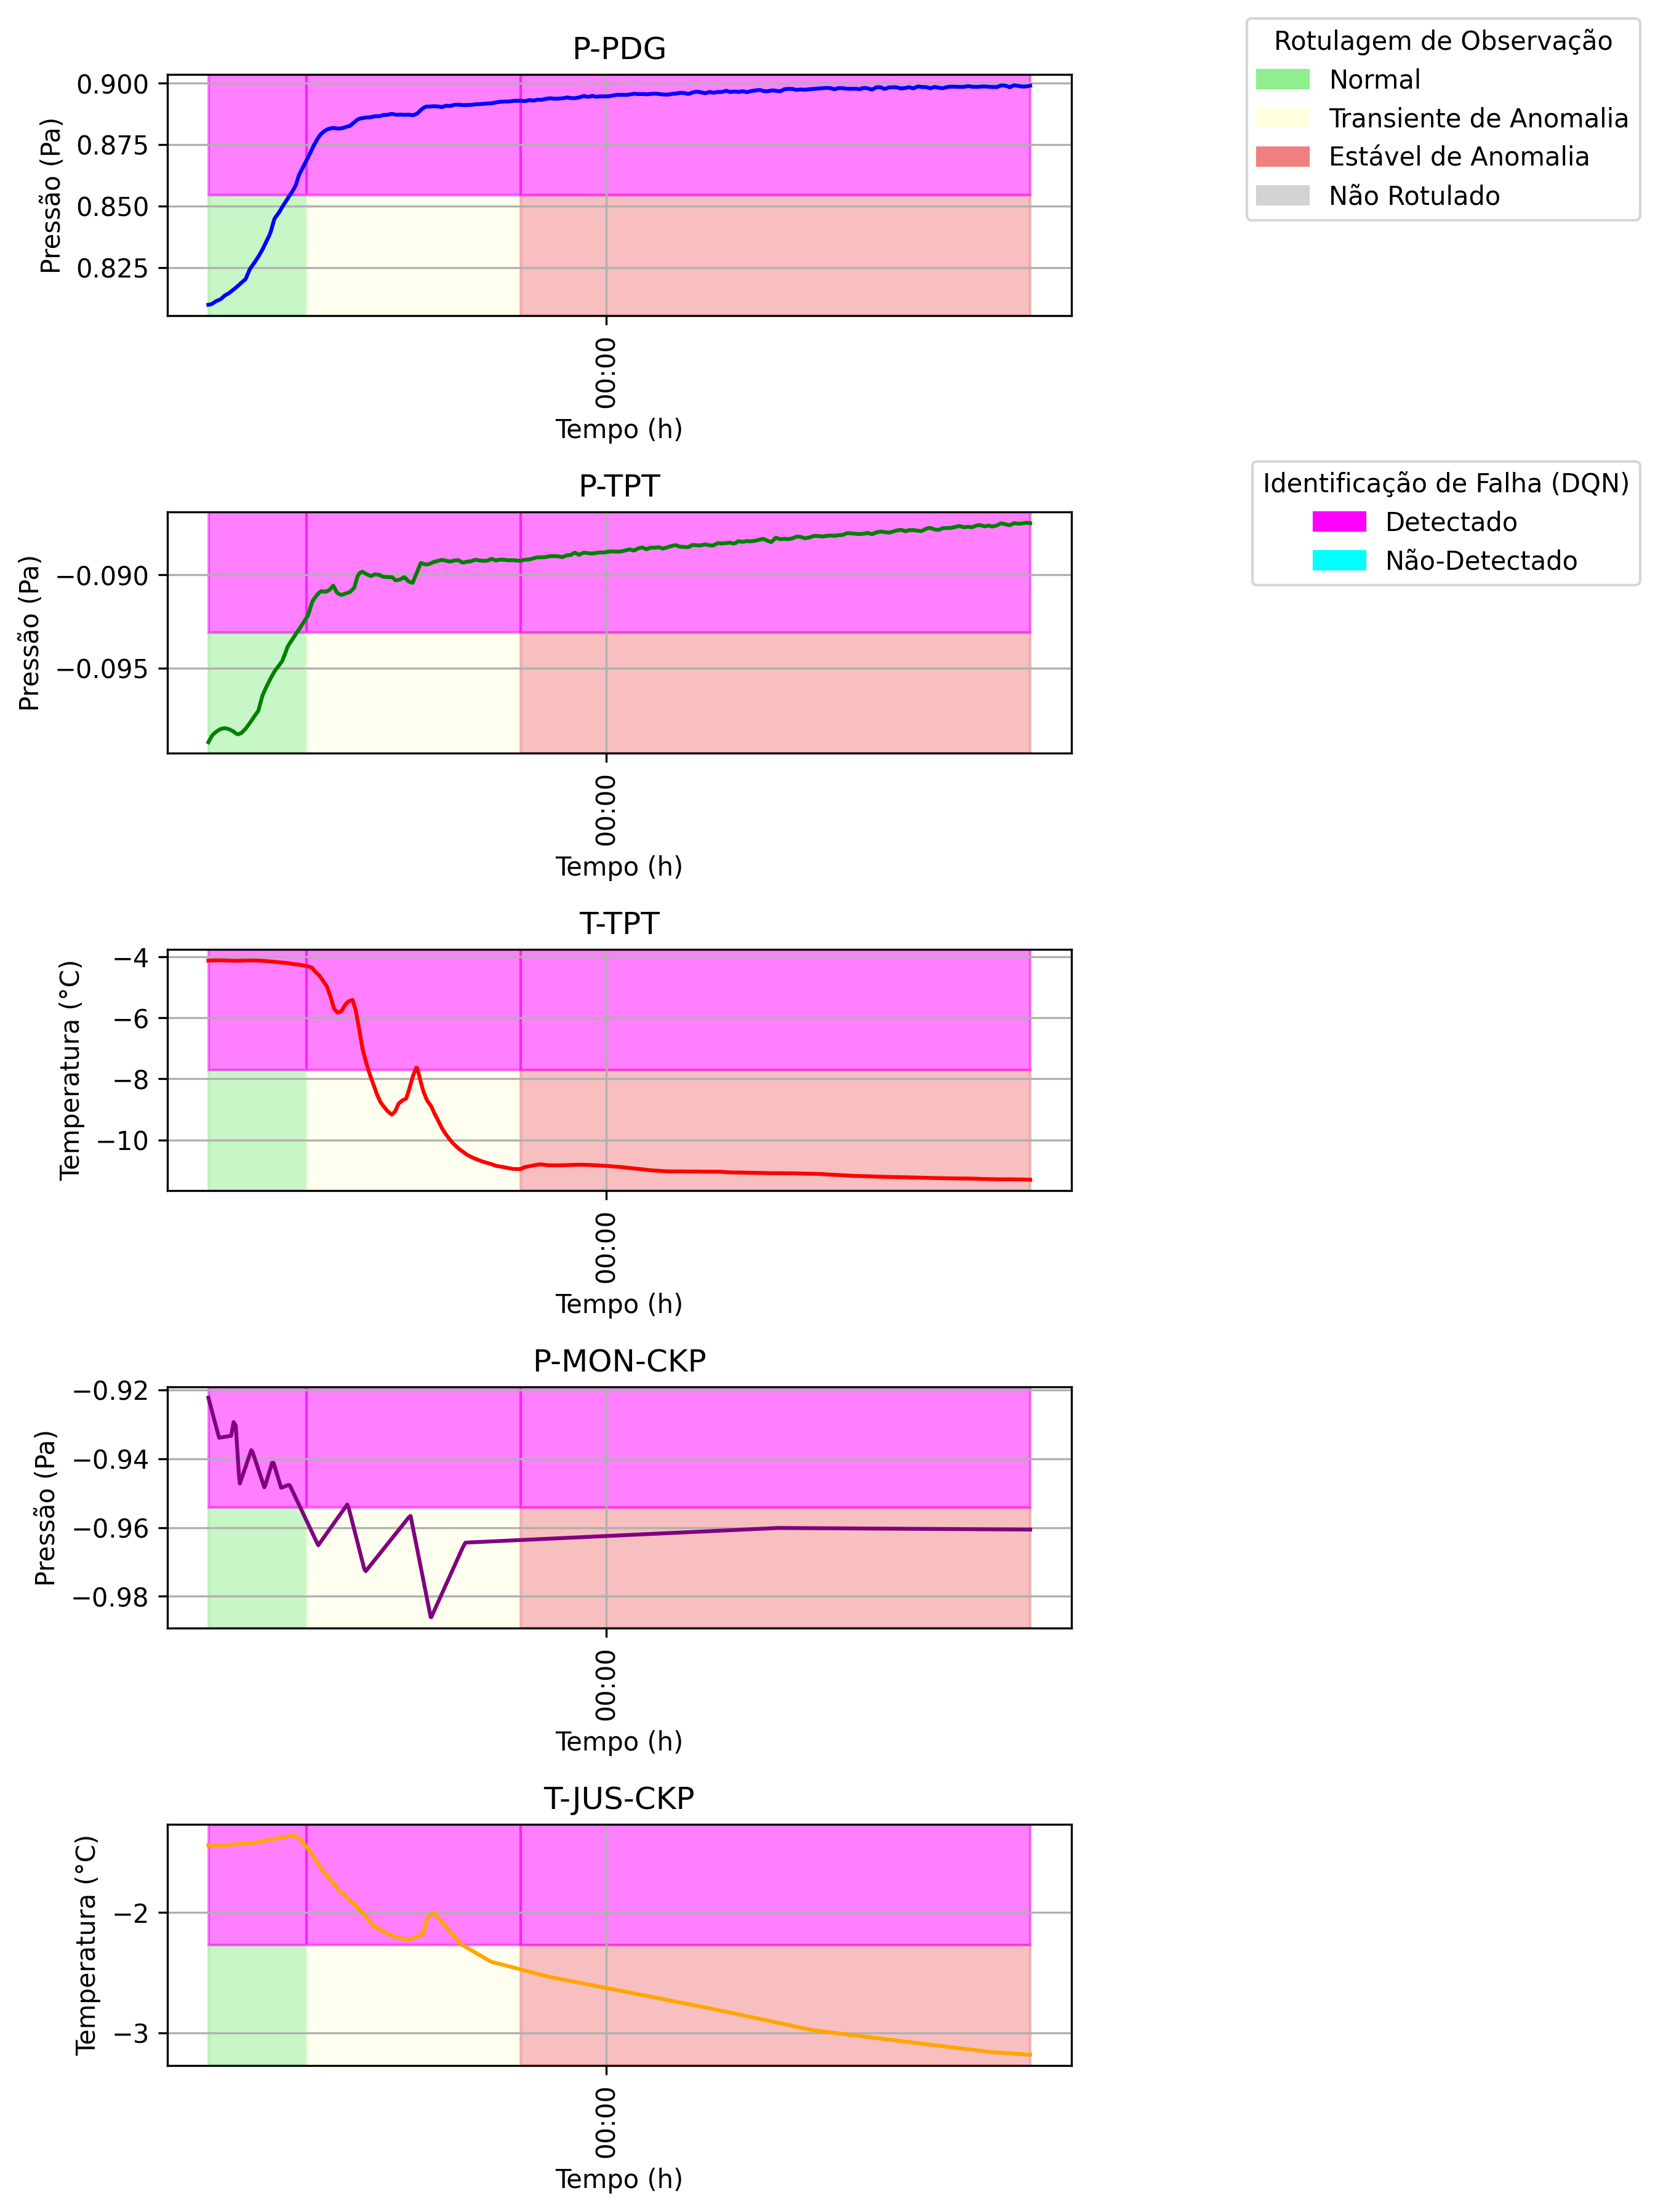 P-PDG
0.900
0.875
0.850
0.825
Pressão (Pa)
00:00
Tempo (h)
Rotulagem de Observação
Normal
Transiente de Anomalia
Estável de Anomalia
Não Rotulado
P-TPT
−0.090
−0.095
Pressão (Pa)
00:00
Tempo (h)
Identificação de Falha (DQN)
Detectado
Não-Detectado
T-TPT
−4
−6
−8
−10
Temperatura (°C)
00:00
Tempo (h)
P-MON-CKP
−0.92
−0.94
−0.96
−0.98
Pressão (Pa)
00:00
Tempo (h)
T-JUS-CKP
−2
−3
Temperatura (°C)
00:00
Tempo (h)